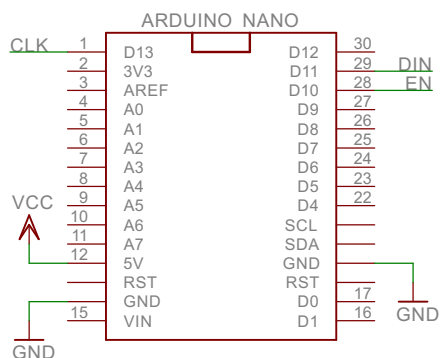 ARDUINO NANO
CLK 1 D13 D12 30
2 3V3 D11 29 DIN
3 AREF D10 28 EN
4 A0 D9 27
5 A1 D8 26
6 A2 D7 25
7 A3 D6 24
8 A4 D5 23
VCC 9 A5 D4 22
10 A6 SCL
11 A7 SDA
12 5V GND
RST RST
GND D0 17 GND
15 VIN D1 16
GND